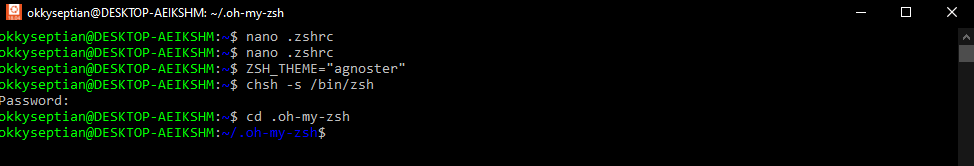 okkyseptian@DESKTOP-AEIKSHM: ~/.oh-my-zsh
okkyseptian@DESKTOP-AEIKSHM:~$ nano .zshrc
okkyseptian@DESKTOP-AEIKSHM:~$ nano .zshrc
okkyseptian@DESKTOP-AEIKSHM:~$ ZSH_THEME="agnoster"
okkyseptian@DESKTOP-AEIKSHM:~$ chsh -s /bin/zsh
Password:
okkyseptian@DESKTOP-AEIKSHM:~$ cd .oh-my-zsh
okkyseptian@DESKTOP-AEIKSHM:~/.oh-my-zsh$